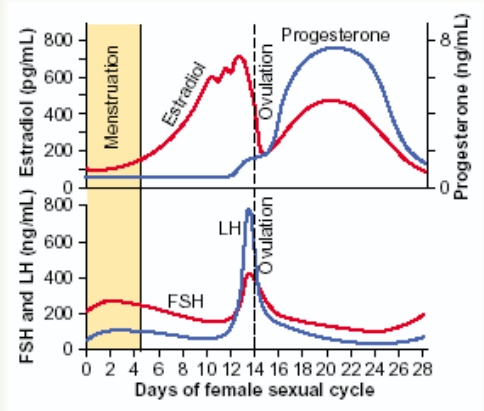 Estradiol (pg/mL)
800
600
400
200
0
Menstruation
Estradiol
Ovulation
Progesterone
8
6
4
2
0
Progesterone (ng/mL)
FSH and LH (ng/mL)
800
600
400
200
0
LH
FSH
Ovulation
0 2 4 6 8 10 12 14 16 18 20 22 24 26 28
Days of female sexual cycle